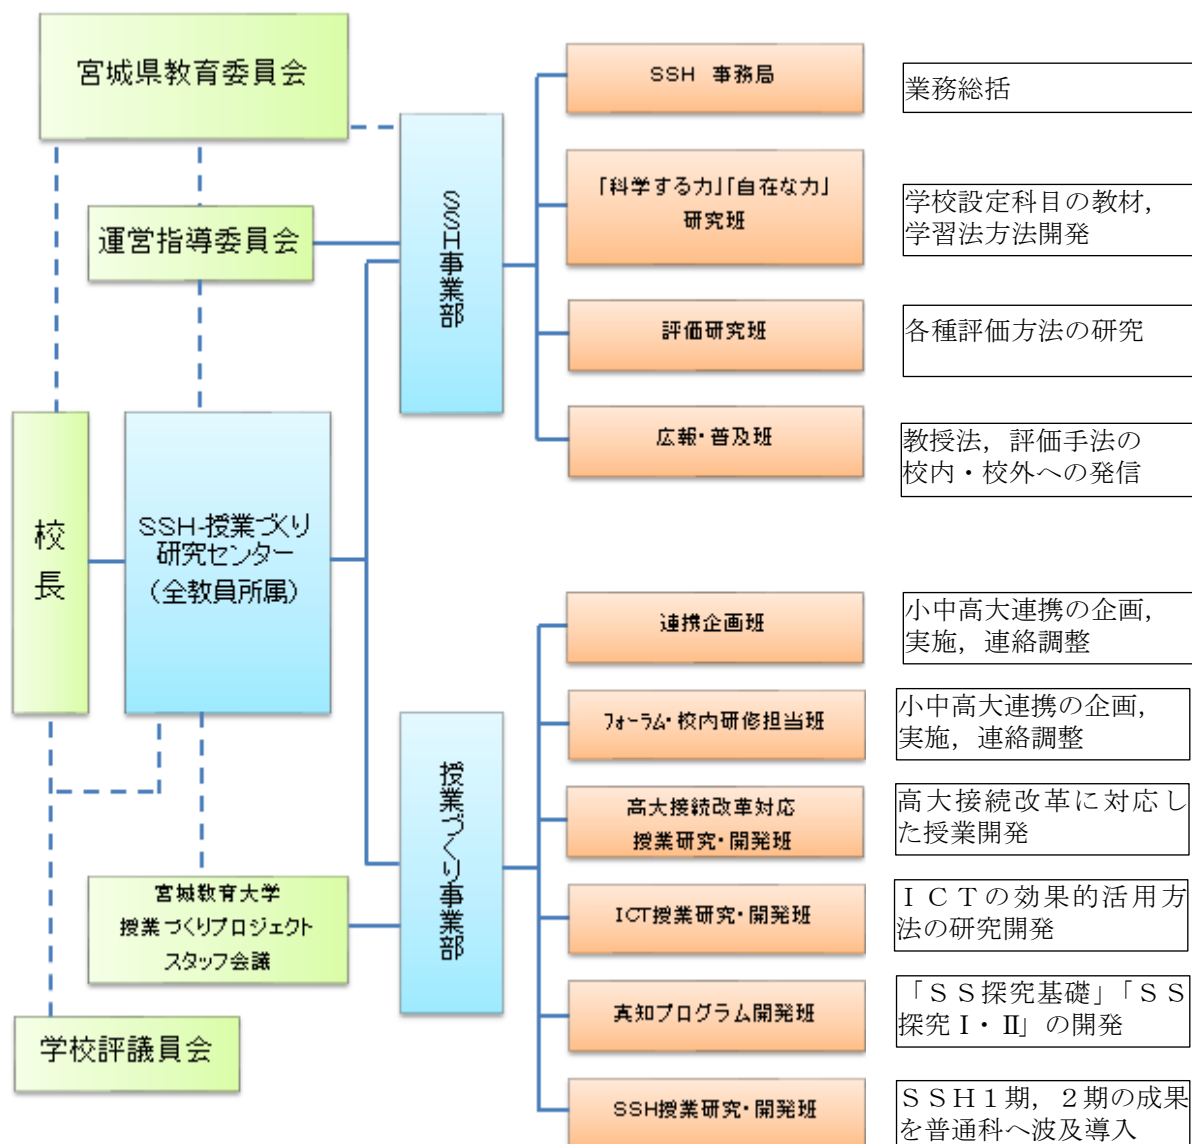 宮城県教育委員会
運営指導委員会
校長
SSH-授業づくり
研究センター
（全教員所属）
宮城教育大学
授業づくりプロジェクト
スタッフ会議
学校評議員会
SSH事業部
SSH 事務局
業務総括
「科学する力」「自在な力」
研究班
学校設定科目の教材，
学習法方法開発
評価研究班
各種評価方法の研究
広報・普及班
教授法，評価手法の
校内・校外への発信
授業づくり事業部
連携企画班
小中高大連携の企画，
実施，連絡調整
フォーラム・校内研修担当班
小中高大連携の企画，
実施，連絡調整
高大接続改革対応
授業研究・開発班
高大接続改革に対応し
た授業開発
ICT授業研究・開発班
ＩＣＴの効果的活用方
法の研究開発
真知プログラム開発班
「ＳＳ探究基礎」「ＳＳ
探究Ⅰ・Ⅱ」の開発
SSH授業研究・開発班
ＳＳＨ１期，２期の成果
を普通科へ波及導入